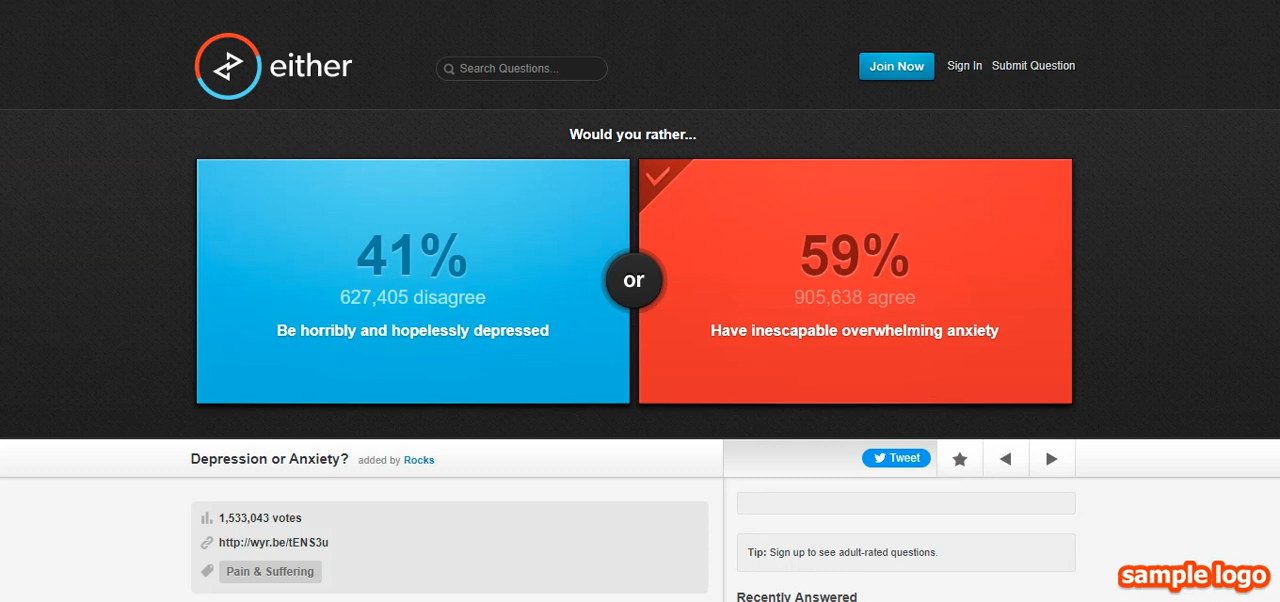 either
Search Questions...
Join Now
Sign In
Submit Question
Would you rather...
41%
627,405 disagree
Be horribly and hopelessly depressed
or
59%
905,638 agree
Have inescapable overwhelming anxiety
Depression or Anxiety? added by Rocks
Tweet
1,533,043 votes
http://wyr.be/tENS3u
Pain & Suffering
Tip: Sign up to see adult-rated questions.
Recently Answered
sample logo